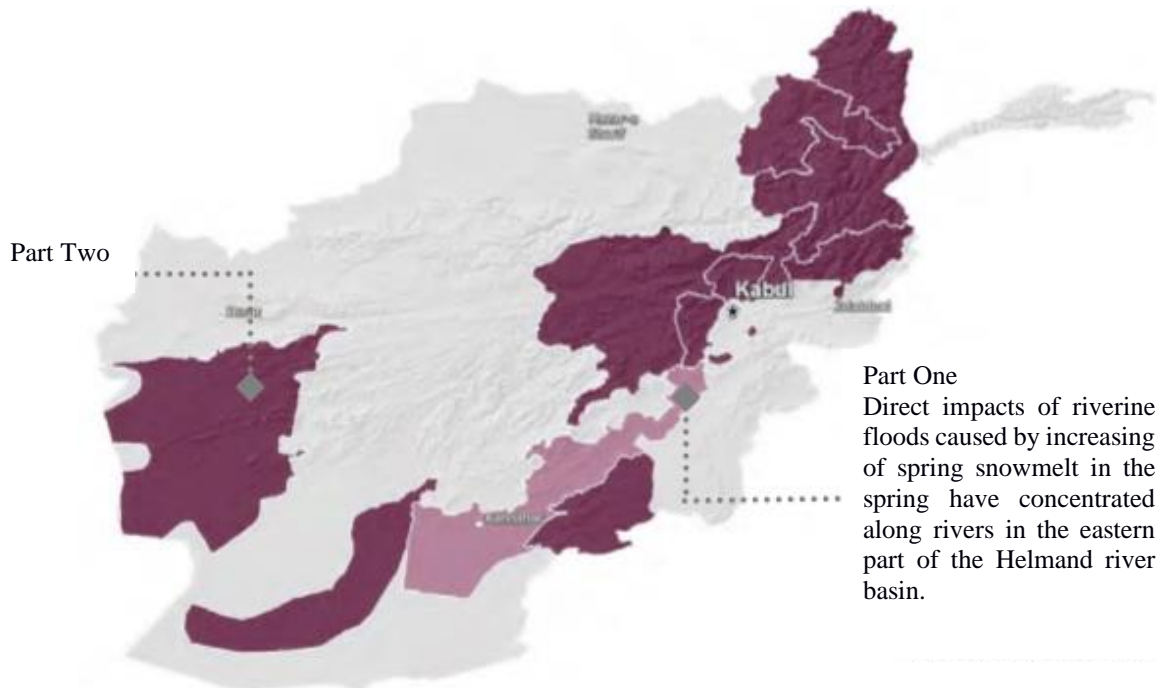 Part Two
Kabul
Part One
Direct impacts of riverine
floods caused by increasing
of spring snowmelt in the
spring have concentrated
along rivers in the eastern
part of the Helmand river
basin.